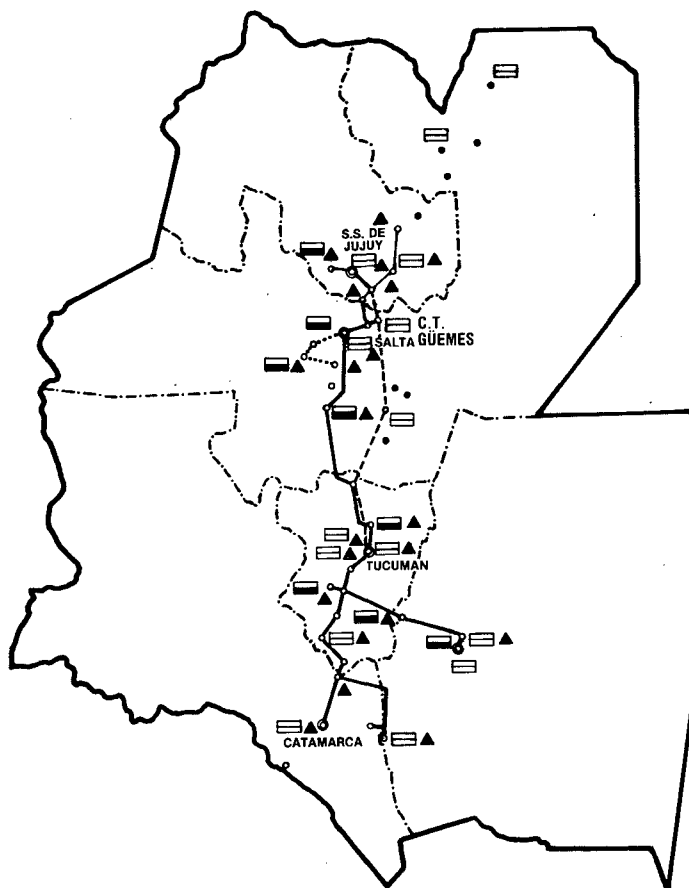 S.S. DE
JUJUY
C.T.
SALTA GÜEMES
TUCUMAN
CATAMARCA